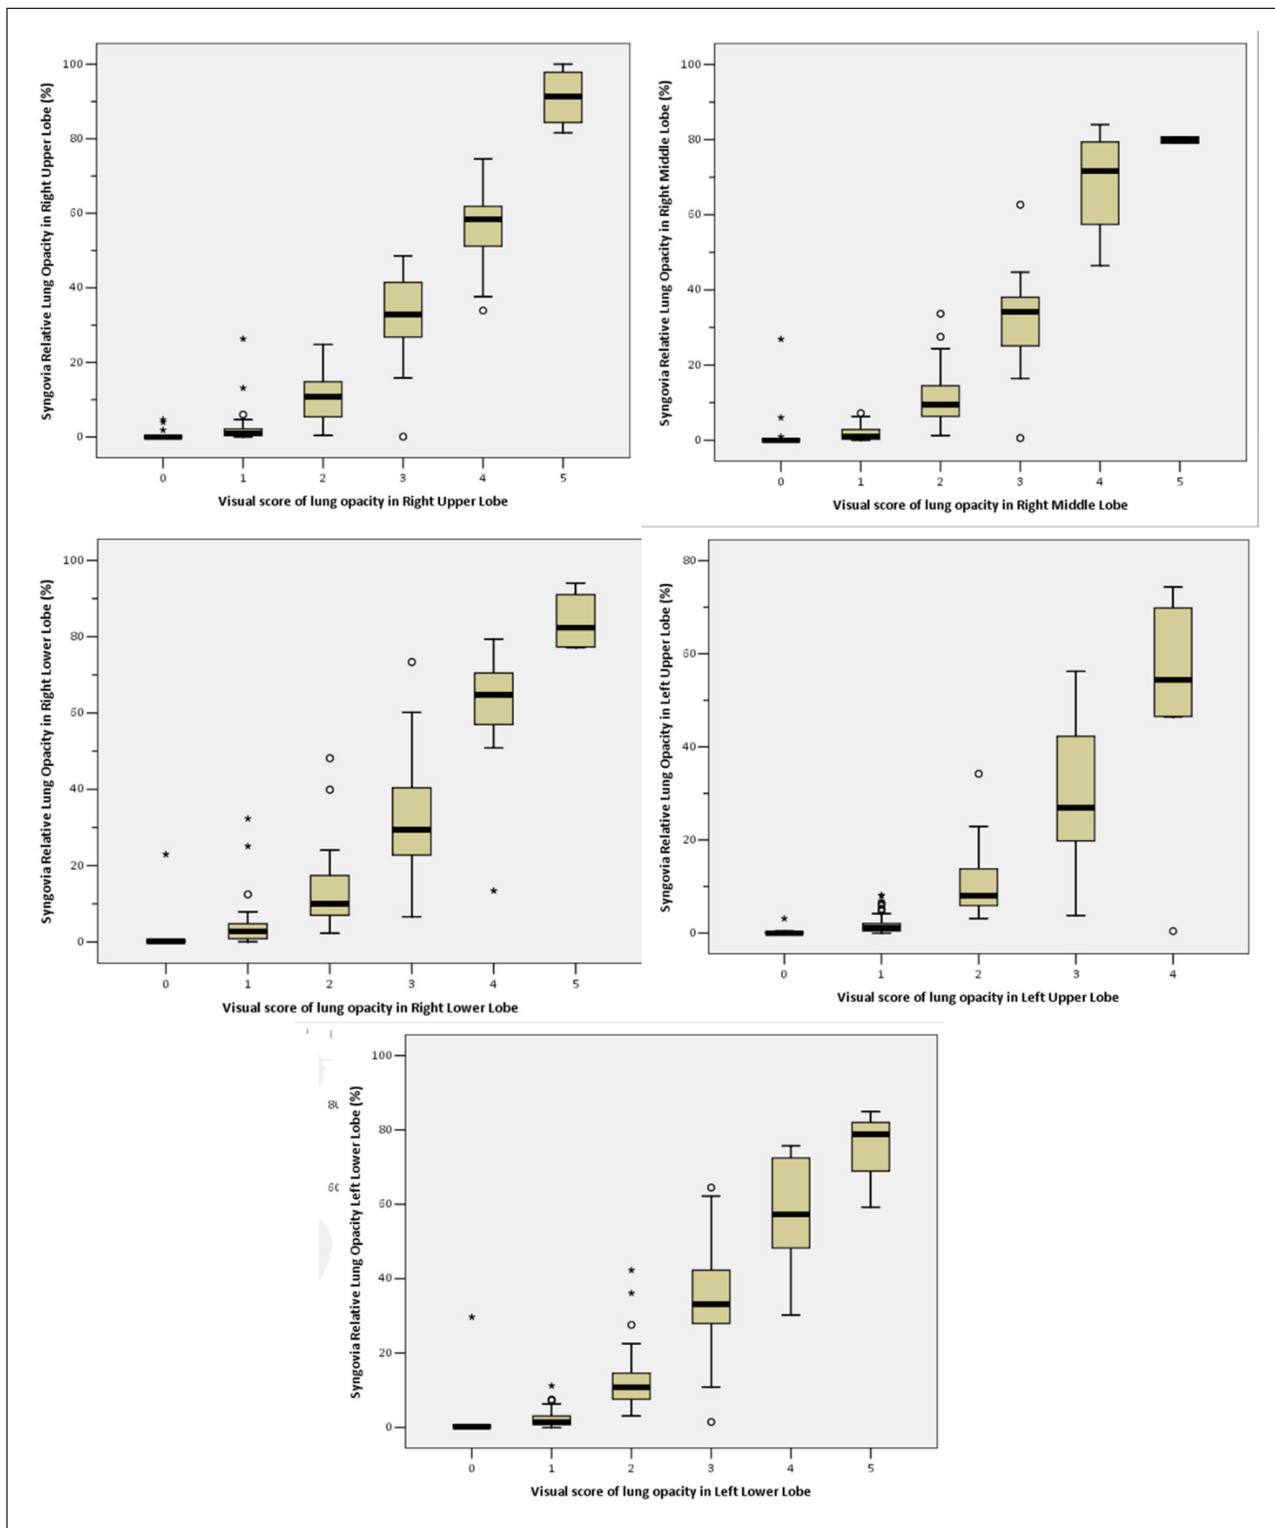 Syngovia Relative Lung Opacity in Right Upper Lobe (%)
100
80
60
40
20
0
0 1 2 3 4 5
Visual score of lung opacity in Right Upper Lobe
Syngovia Relative Lung Opacity in Right Middle Lobe (%)
100
80
60
40
20
0
0 1 2 3 4 5
Visual score of lung opacity in Right Middle Lobe
Syngovia Relative Lung Opacity in Right Lower Lobe (%)
100
80
60
40
20
0
0 1 2 3 4 5
Visual score of lung opacity in Right Lower Lobe
Syngovia Relative Lung Opacity in Left Upper Lobe (%)
80
60
40
20
0
0 1 2 3 4
Visual score of lung opacity in Left Upper Lobe
Syngovia Relative Lung Opacity Left Lower Lobe (%)
100
80
60
40
20
0
0 1 2 3 4 5
Visual score of lung opacity in Left Lower Lobe